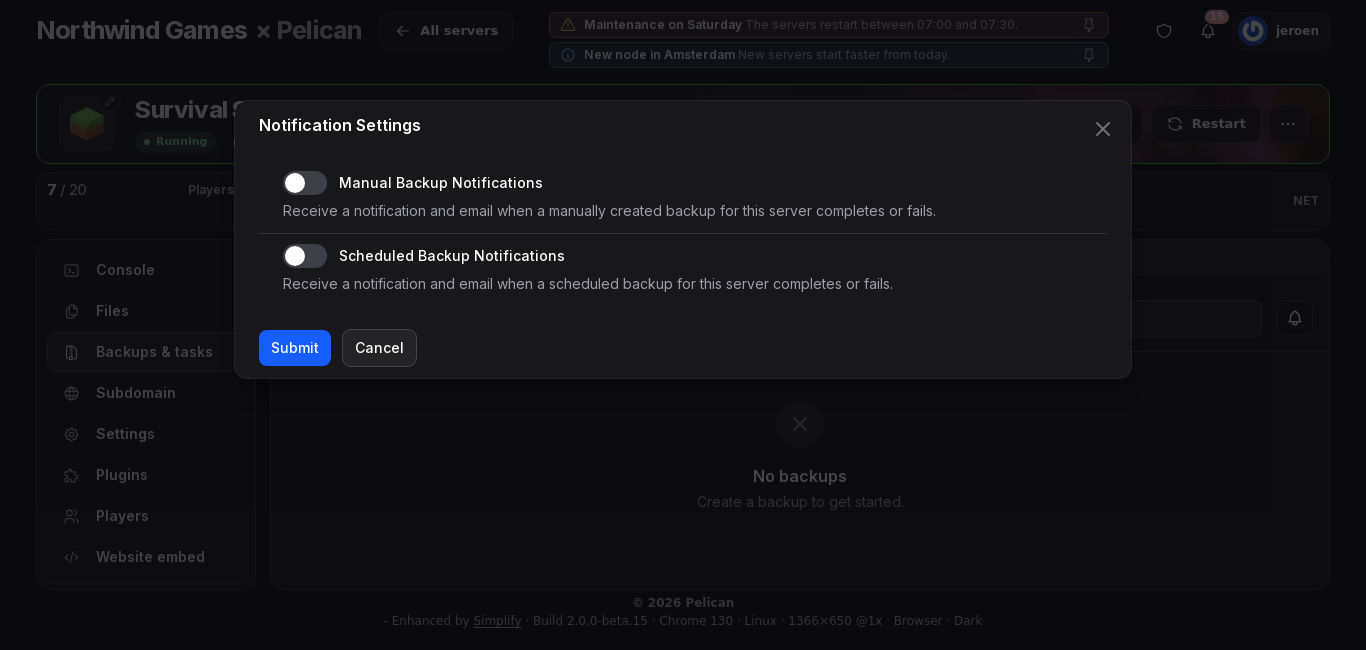 Northwind Games × Pelican
All servers
Maintenance on Saturday The servers restart between 07:00 and 07:30.
New node in Amsterdam New servers start faster from today.
15
jeroen
Survival S
Running
Restart
7 / 20
Players
NET
Notification Settings
Manual Backup Notifications
Receive a notification and email when a manually created backup for this server completes or fails.
Scheduled Backup Notifications
Receive a notification and email when a scheduled backup for this server completes or fails.
Submit
Cancel
Console
Files
Backups & tasks
Subdomain
Settings
Plugins
Players
Website embed
No backups
Create a backup to get started.
© 2026 Pelican
- Enhanced by Simplify · Build 2.0.0-beta.15 · Chrome 130 · Linux · 1366×650 @1x · Browser · Dark